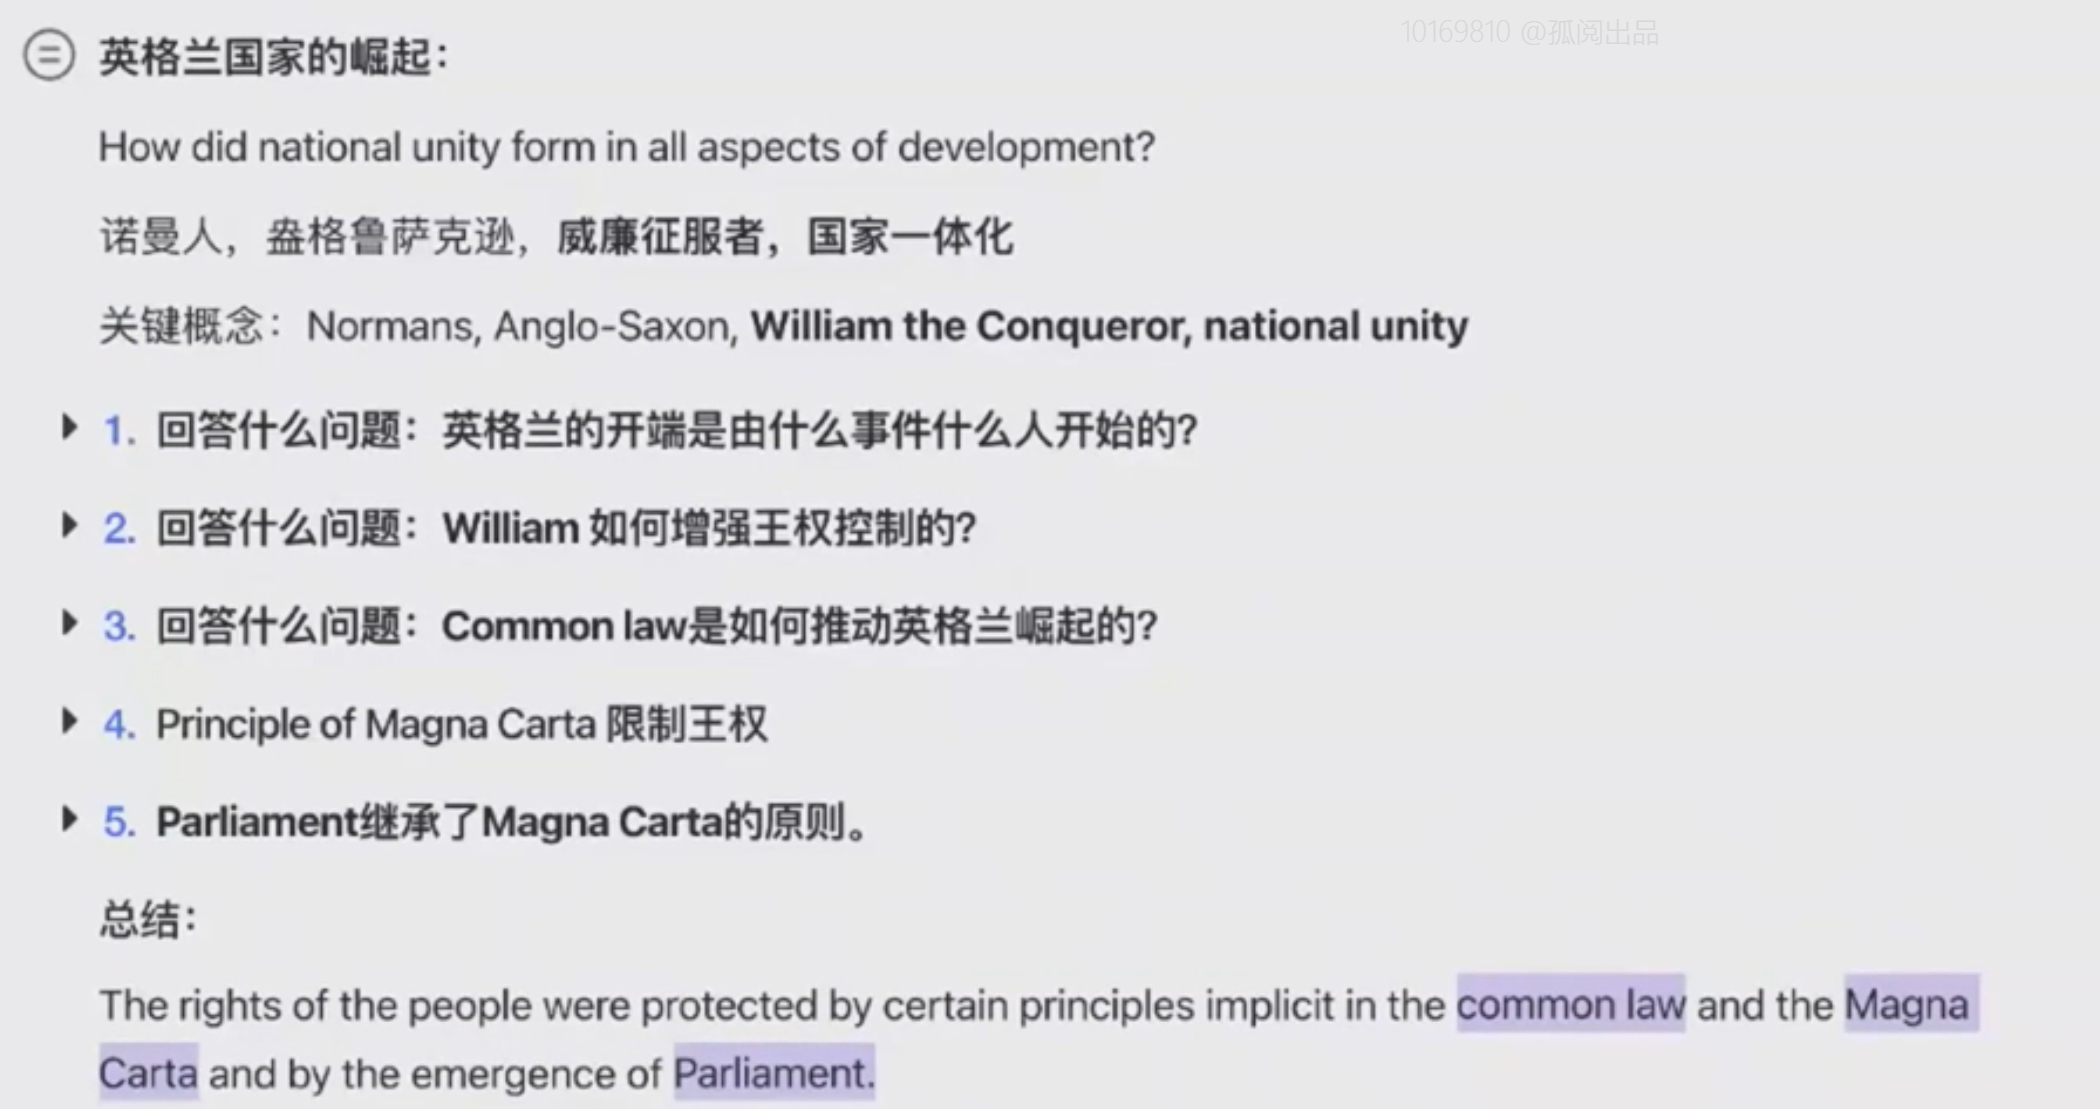 10169810 @孤阅出品
英格兰国家的崛起：
How did national unity form in all aspects of development?
诺曼人，盎格鲁萨克逊，威廉征服者，国家一体化
关键概念：Normans, Anglo-Saxon, William the Conqueror, national unity
1. 回答什么问题：英格兰的开端是由什么事件什么人开始的？
2. 回答什么问题：William 如何增强王权控制的？
3. 回答什么问题：Common law是如何推动英格兰崛起的？
4. Principle of Magna Carta 限制王权
5. Parliament继承了Magna Carta的原则。
总结：
The rights of the people were protected by certain principles implicit in the common law and the Magna
Carta and by the emergence of Parliament.